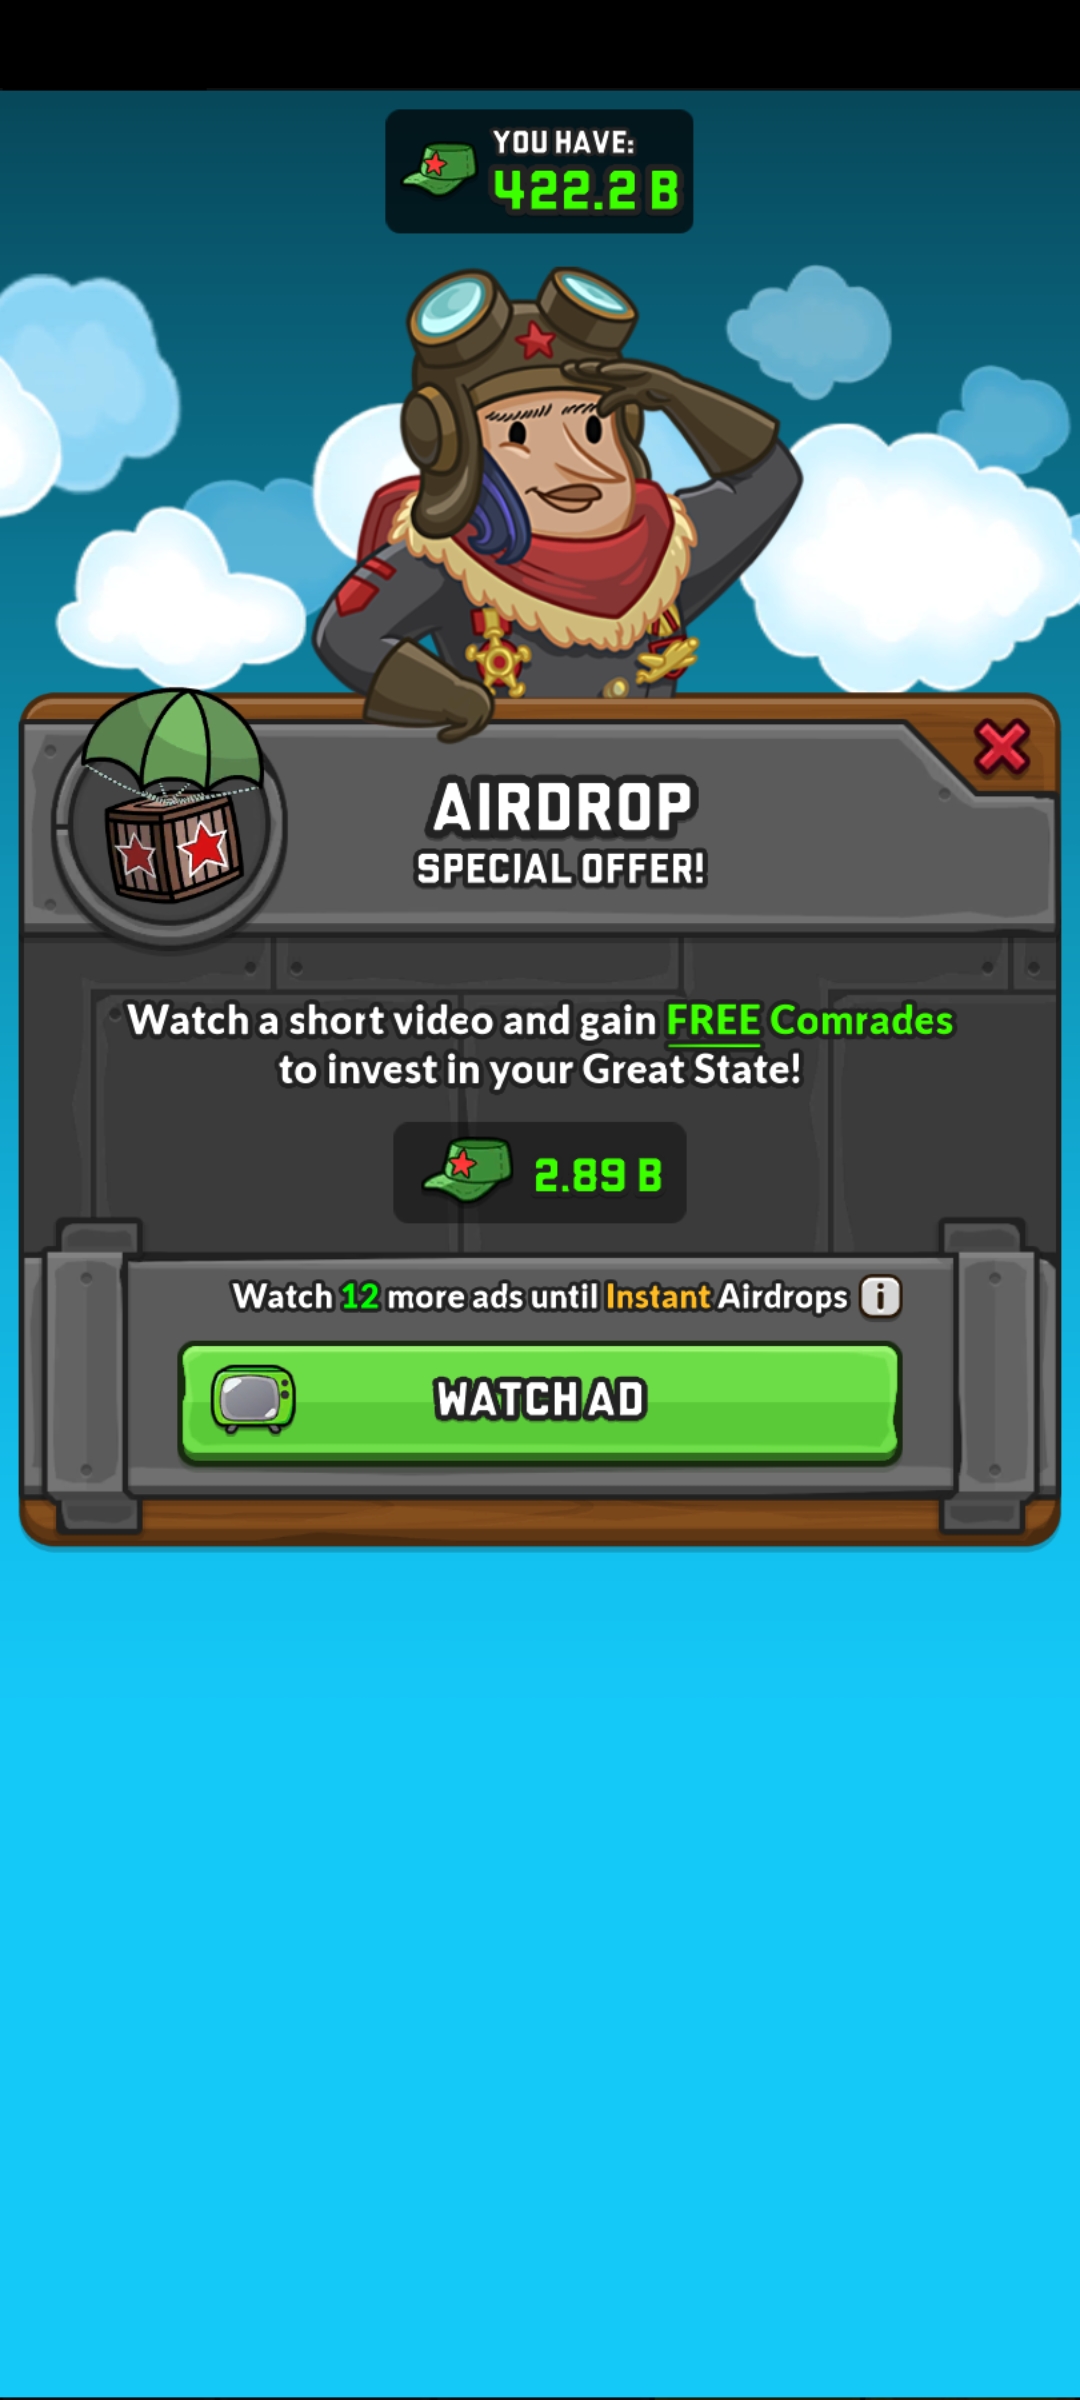 YOU HAVE:
422.2 B
AIRDROP
SPECIAL OFFER!
Watch a short video and gain FREE Comrades
to invest in your Great State!
2.89 B
Watch 12 more ads until Instant Airdrops i
WATCH AD